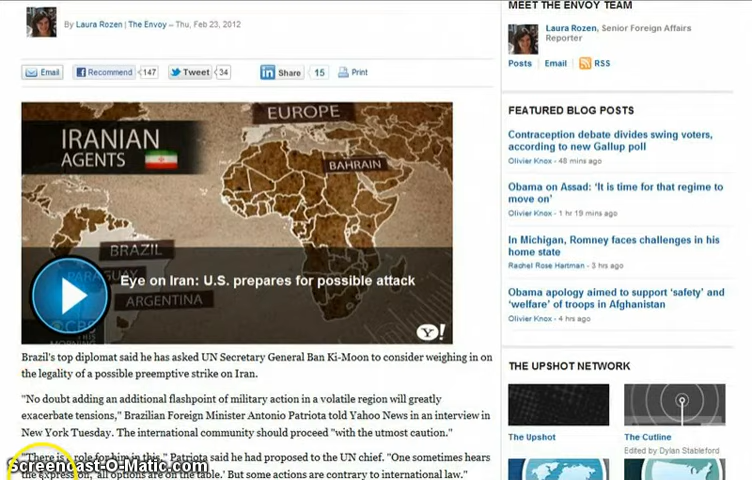 By Laura Rozen | The Envoy – Thu, Feb 23, 2012
Email
Recommend
147
Tweet
34
in Share
15
Print
IRANIAN
AGENTS
EUROPE
BAHRAIN
BRAZIL
PARAGUAY
ARGENTINA
Eye on Iran: U.S. prepares for possible attack
CBS
THIS MORNING
Y!
Brazil's top diplomat said he has asked UN Secretary General Ban Ki-Moon to consider weighing in on
the legality of a possible preemptive strike on Iran.
"No doubt adding an additional flashpoint of military action in a volatile region will greatly
exacerbate tensions," Brazilian Foreign Minister Antonio Patriota told Yahoo News in an interview in
New York Tuesday. The international community should proceed "with the utmost caution."
"There is a role for him in this," Patriota said he had proposed to the UN chief. "One sometimes hears
the expression, 'all options are on the table.' But some actions are contrary to international law."
Screencast-O-Matic.com
MEET THE ENVOY TEAM
Laura Rozen, Senior Foreign Affairs
Reporter
Posts
Email
RSS
FEATURED BLOG POSTS
Contraception debate divides swing voters,
according to new Gallup poll
Olivier Knox - 48 mins ago
Obama on Assad: 'It is time for that regime to
move on'
Olivier Knox - 1 hr 19 mins ago
In Michigan, Romney faces challenges in his
home state
Rachel Rose Hartman - 3 hrs ago
Obama apology aimed to support 'safety' and
'welfare' of troops in Afghanistan
Olivier Knox - 4 hrs ago
THE UPSHOT NETWORK
The Upshot
The Cutline
Edited by Dylan Stableford